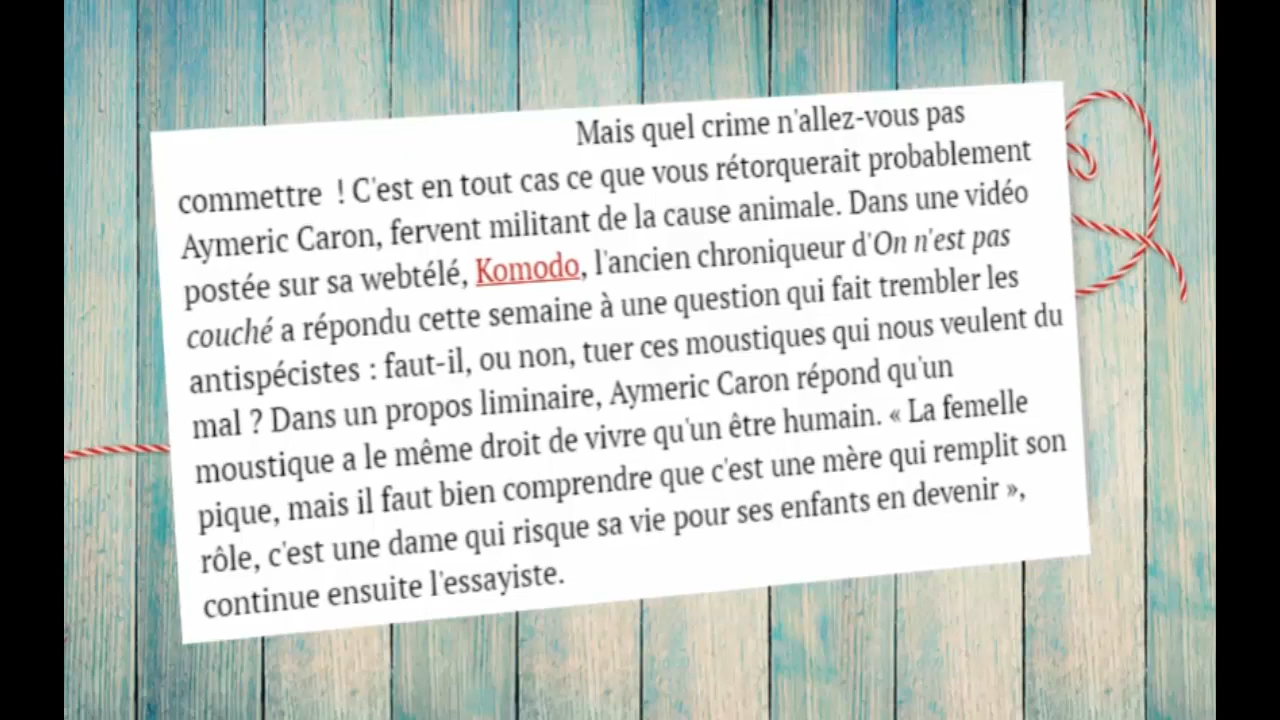 Mais quel crime n'allez-vous pas
commettre ! C'est en tout cas ce que vous rétorquerait probablement
Aymeric Caron, fervent militant de la cause animale. Dans une vidéo
postée sur sa webtélé, Komodo, l'ancien chroniqueur d'On n'est pas
couché a répondu cette semaine à une question qui fait trembler les
antispécistes : faut-il, ou non, tuer ces moustiques qui nous veulent du
mal ? Dans un propos liminaire, Aymeric Caron répond qu'un
moustique a le même droit de vivre qu'un être humain. « La femelle
pique, mais il faut bien comprendre que c'est une mère qui remplit son
rôle, c'est une dame qui risque sa vie pour ses enfants en devenir »,
continue ensuite l'essayiste.